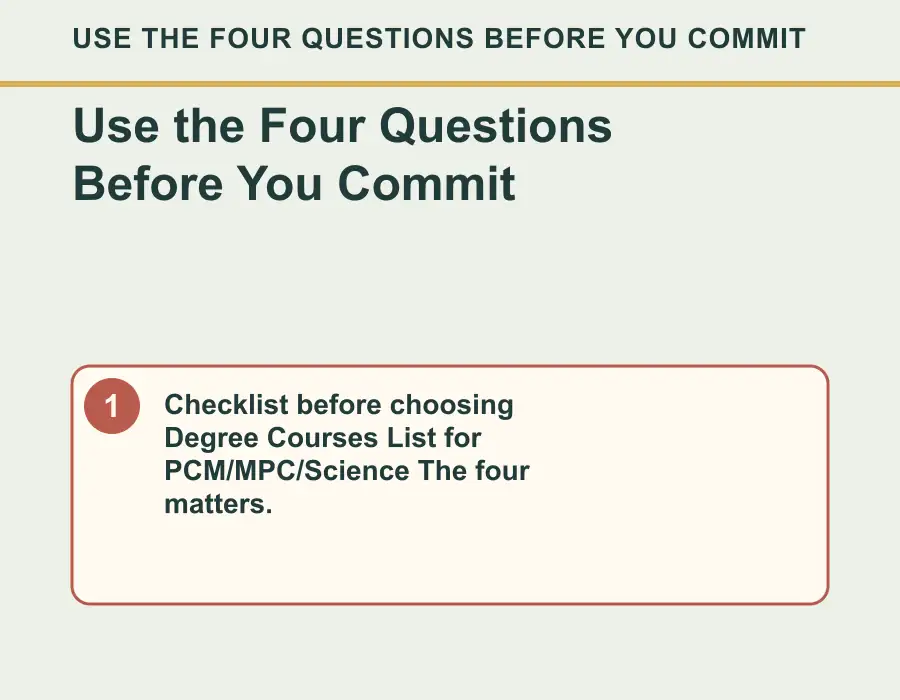 USE THE FOUR QUESTIONS BEFORE YOU COMMIT
Use the Four Questions
Before You Commit
1
Checklist before choosing
Degree Courses List for
PCM/MPC/Science The four
matters.